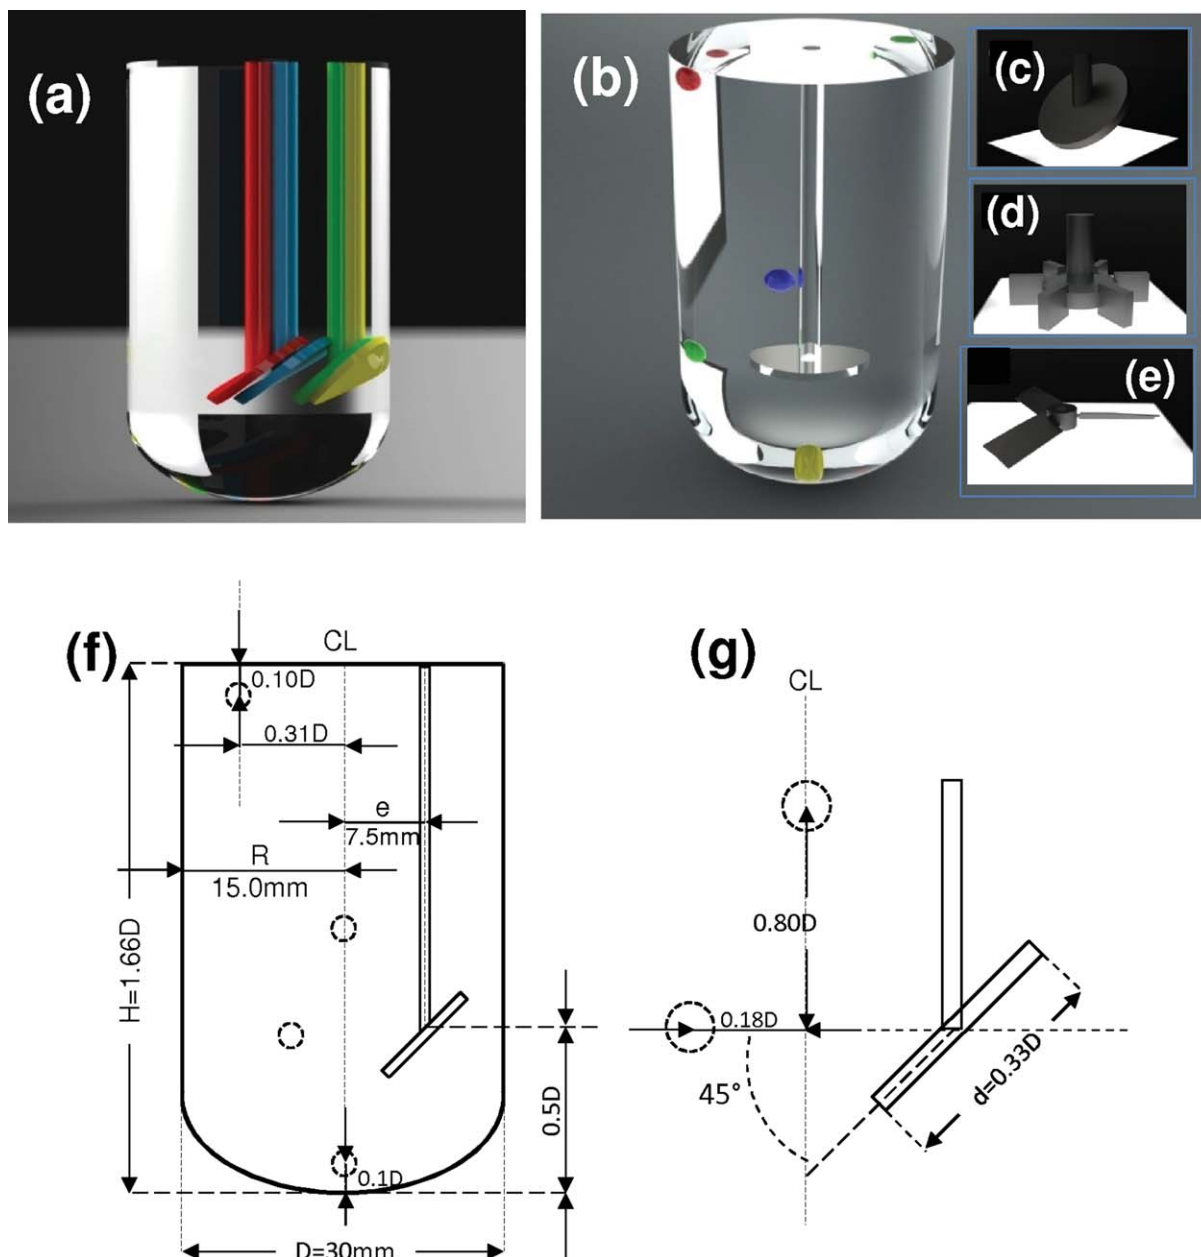 (a)
(b)
(c)
(d)
(e)
(f)
CL
0.10D
0.31D
e
7.5mm
R
15.0mm
H=1.66D
0.5D
0.1D
D=30mm
(g)
CL
0.80D
0.18D
45°
d=0.33D